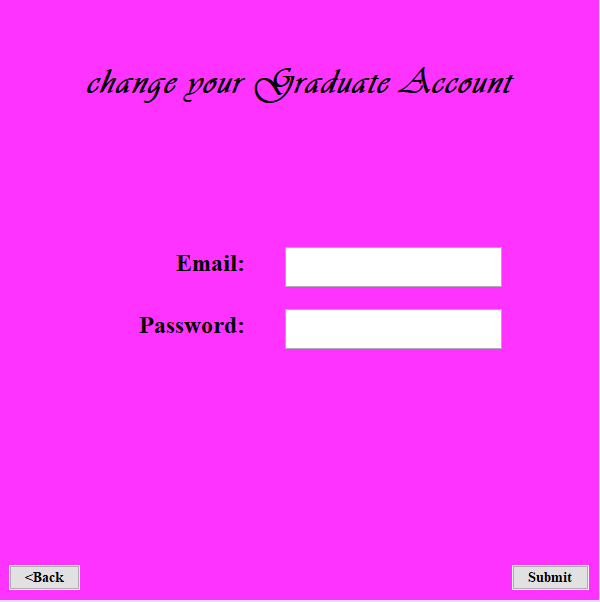 change your Graduate Account
Email:
Password:
<Back
Submit